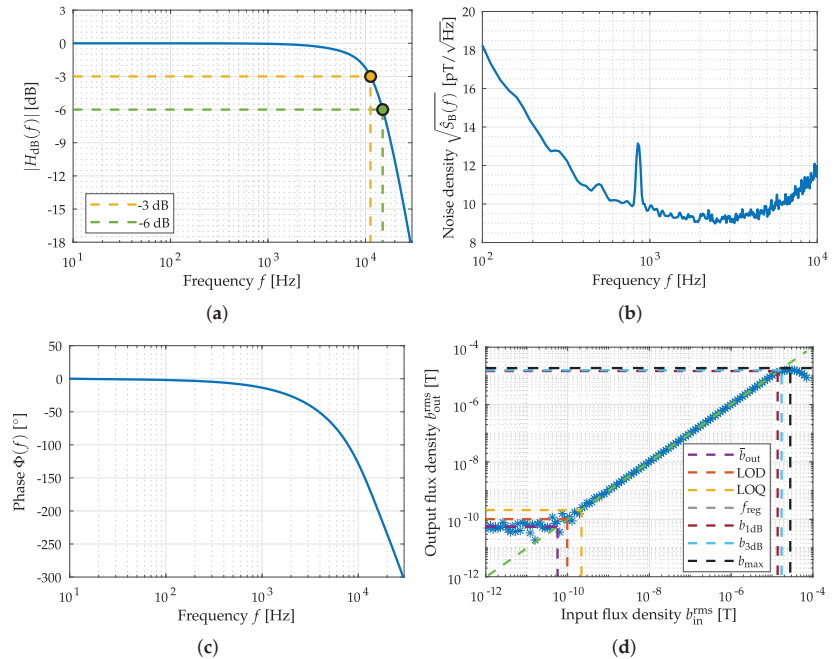 (a)
|H_dB(f)| [dB]
0
-3
-6
-9
-12
-15
-18
-3 dB
-6 dB
10^1 10^2 10^3 10^4
Frequency f [Hz]
(b)
Noise density √Ŝ_B(f) [pT/√Hz]
20
18
16
14
12
10
8
10^2 10^3 10^4
Frequency f [Hz]
(c)
Phase Φ(f) [°]
50
0
-50
-100
-150
-200
-250
-300
10^1 10^2 10^3 10^4
Frequency f [Hz]
(d)
Output flux density b_out^rms [T]
10^-4
10^-6
10^-8
10^-10
10^-12
b̄_out
LOD
LOQ
f_reg
b_1dB
b_3dB
b_max
10^-12 10^-10 10^-8 10^-6 10^-4
Input flux density b_in^rms [T]